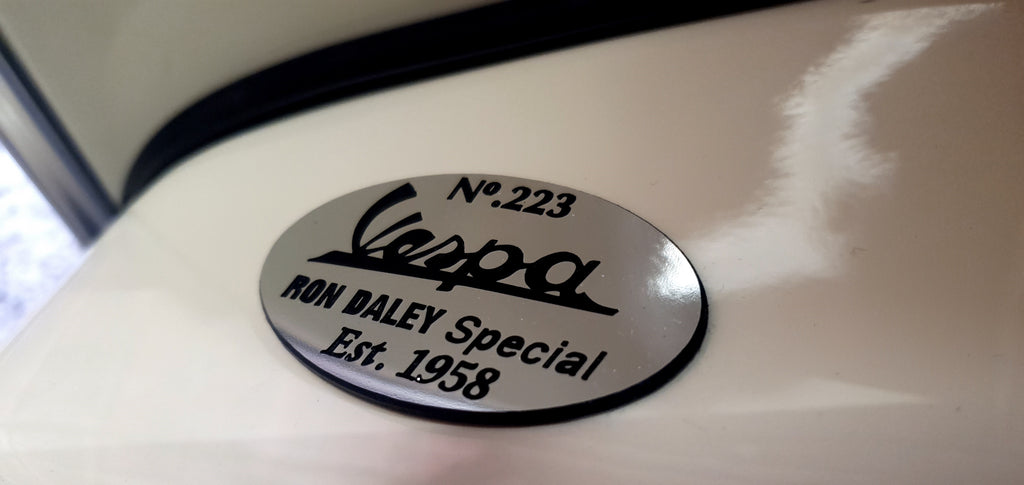 Nº.223
Vespa
RON DALEY Special
Est. 1958